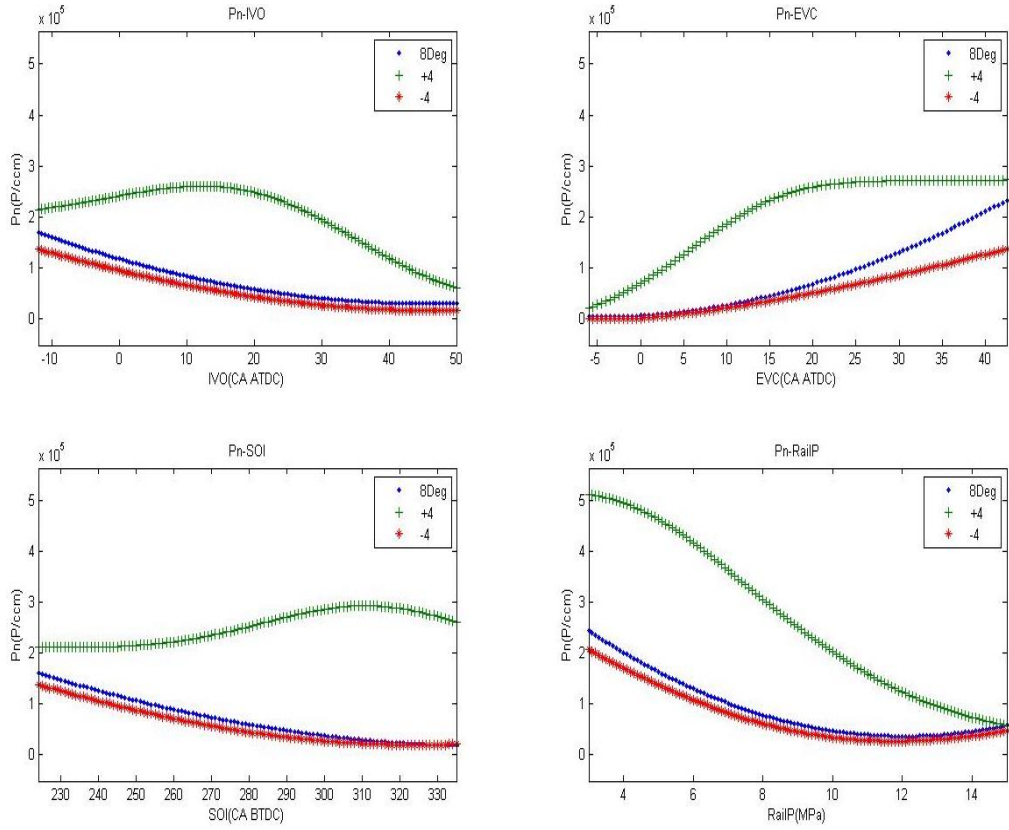 Pn-IVO
x 10^5
8Deg
+4
-4
5
4
3
2
1
0
Pn(P/ccm)
-10 0 10 20 30 40 50
IVO(CA ATDC)
Pn-EVC
x 10^5
8Deg
+4
-4
5
4
3
2
1
0
Pn(P/ccm)
-5 0 5 10 15 20 25 30 35 40
EVC(CA ATDC)
Pn-SOI
x 10^5
8Deg
+4
-4
5
4
3
2
1
0
Pn(P/ccm)
230 240 250 260 270 280 290 300 310 320 330
SOI(CA BTDC)
Pn-RailP
x 10^5
8Deg
+4
-4
5
4
3
2
1
0
Pn(P/ccm)
4 6 8 10 12 14
RailP(MPa)